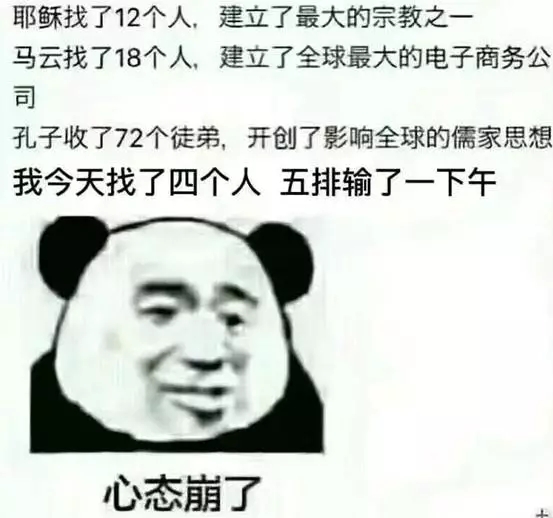 耶稣找了12个人，建立了最大的宗教之一
马云找了18个人，建立了全球最大的电子商务公
司
孔子收了72个徒弟，开创了影响全球的儒家思想
我今天找了四个人 五排输了一下午
心态崩了